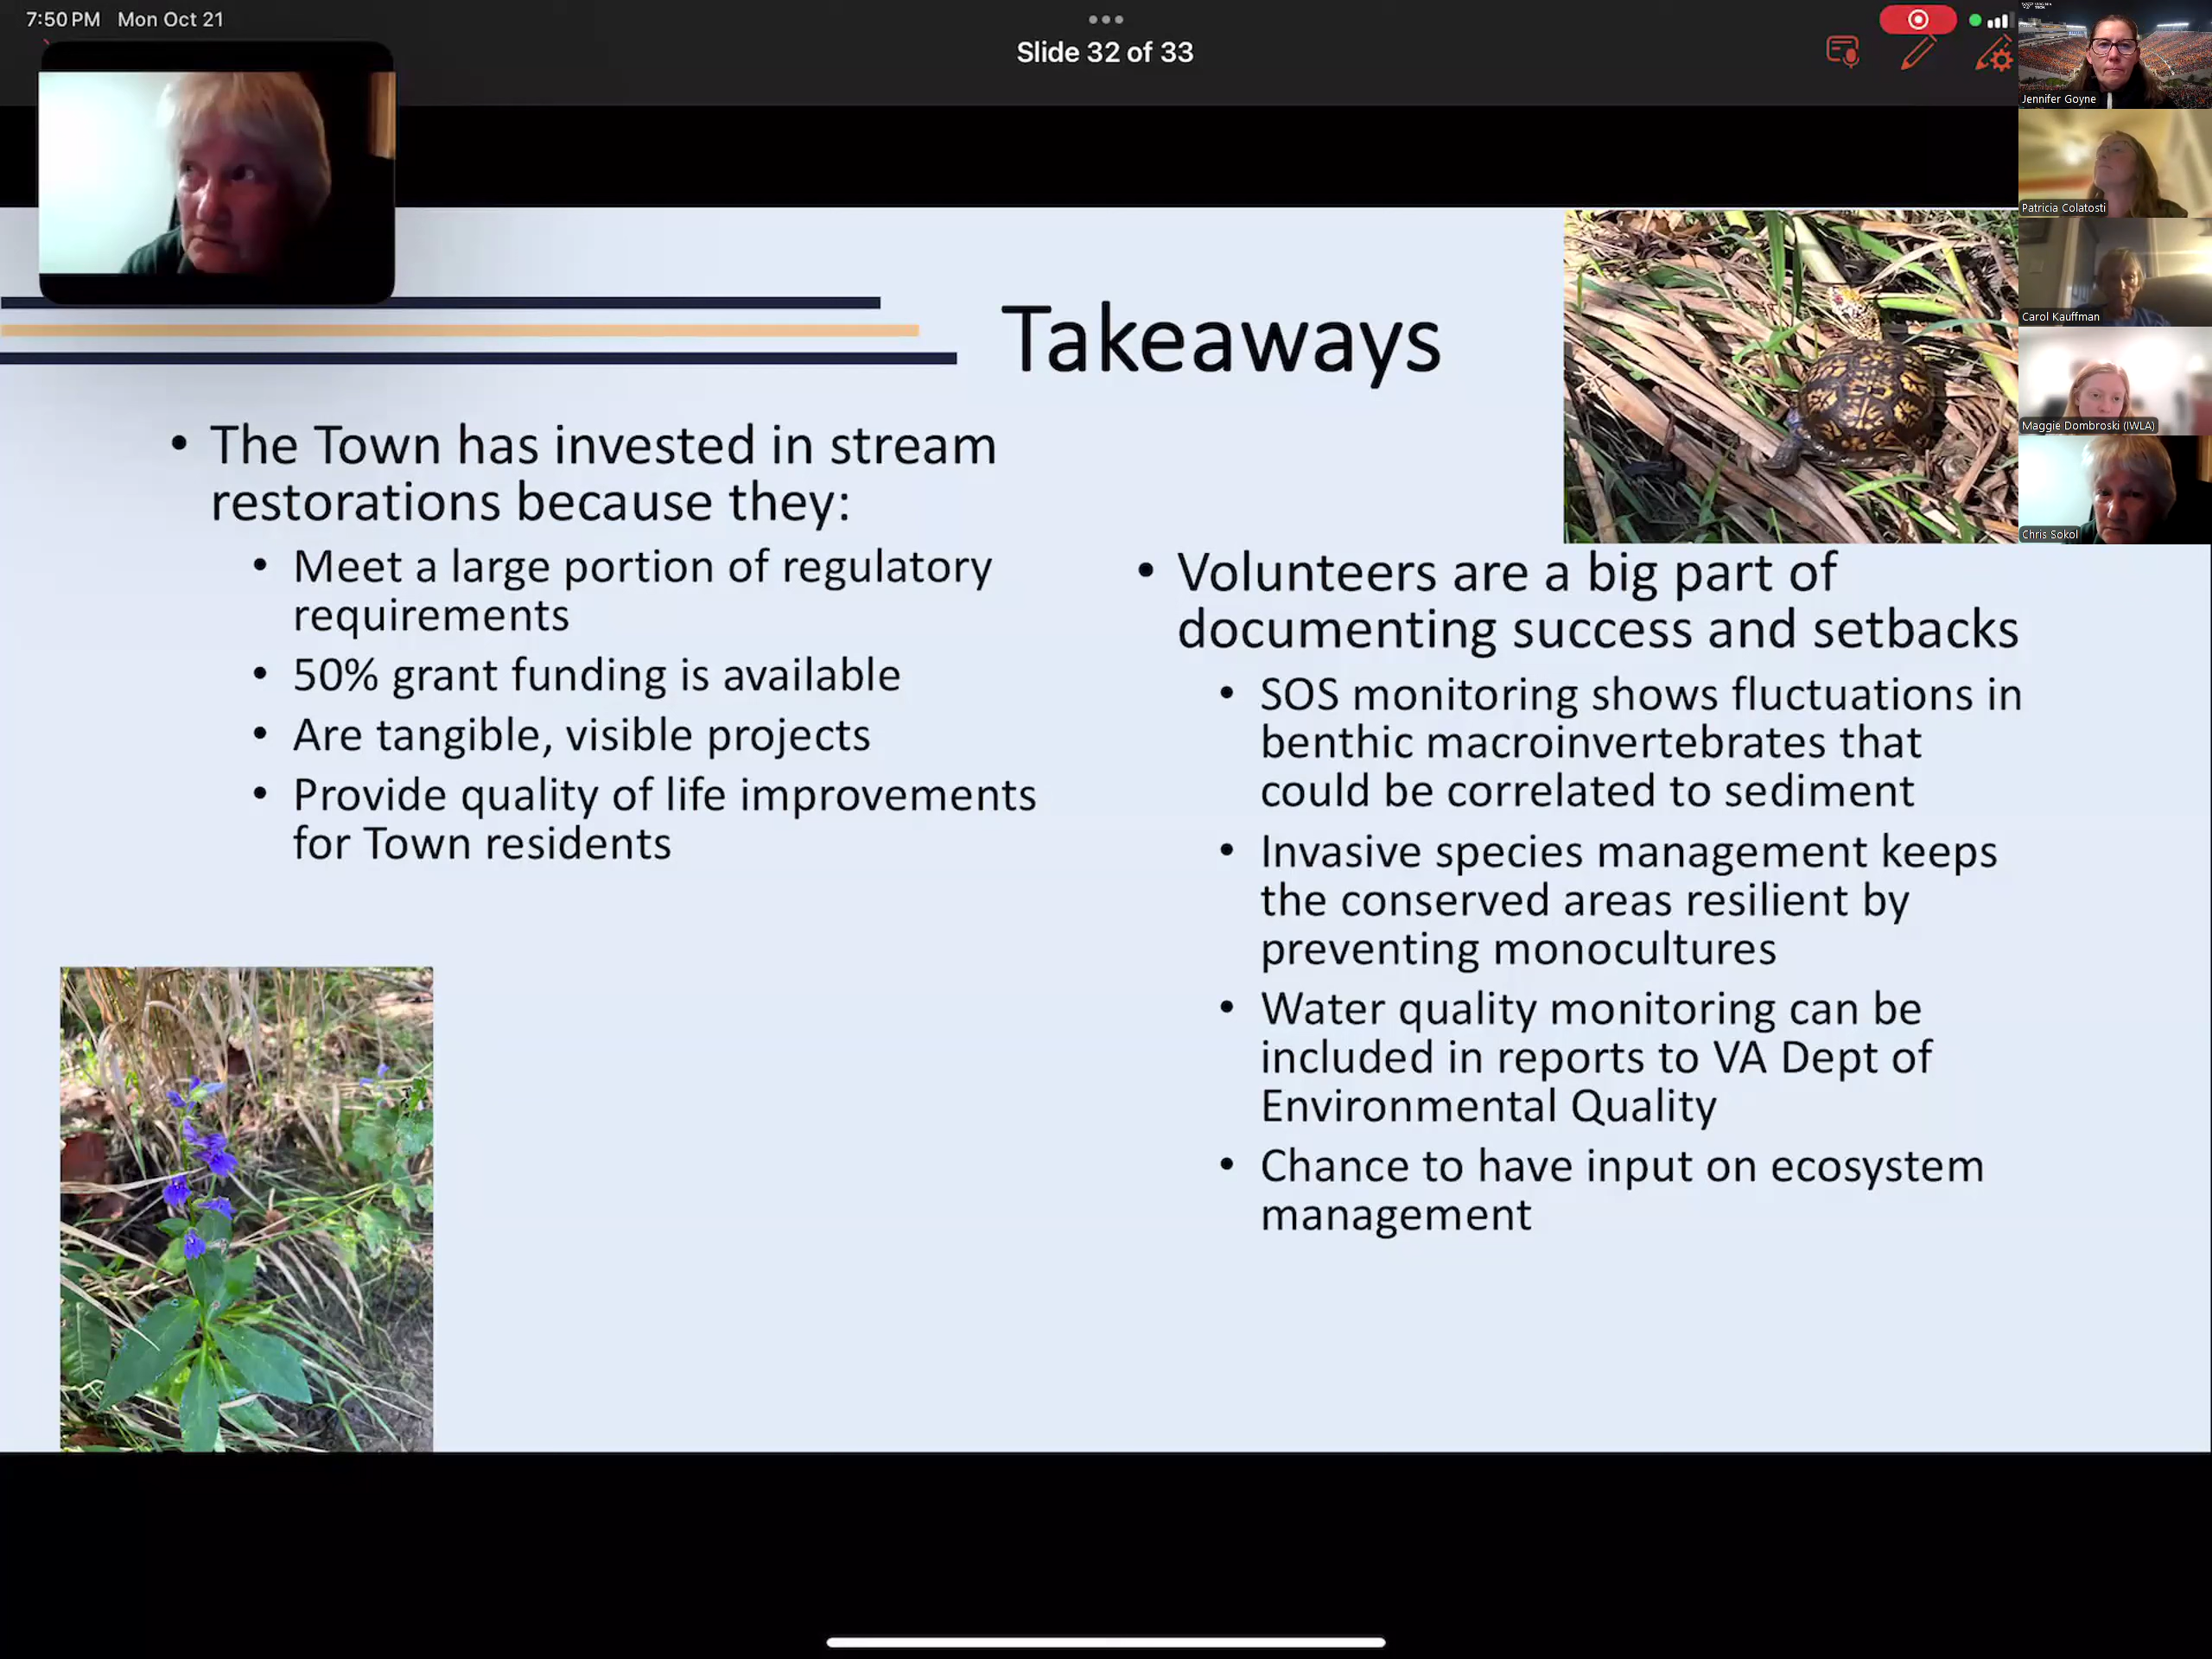 7:50 PM Mon Oct 21
Slide 32 of 33
Takeaways
• The Town has invested in stream
restorations because they:
• Meet a large portion of regulatory
requirements
• 50% grant funding is available
• Are tangible, visible projects
• Provide quality of life improvements
for Town residents
• Volunteers are a big part of
documenting success and setbacks
• SOS monitoring shows fluctuations in
benthic macroinvertebrates that
could be correlated to sediment
• Invasive species management keeps
the conserved areas resilient by
preventing monocultures
• Water quality monitoring can be
included in reports to VA Dept of
Environmental Quality
• Chance to have input on ecosystem
management
Jennifer Goyne
Patricia Colatosti
Carol Kauffman
Maggie Dombroski (IWLA)
Chris Sokol